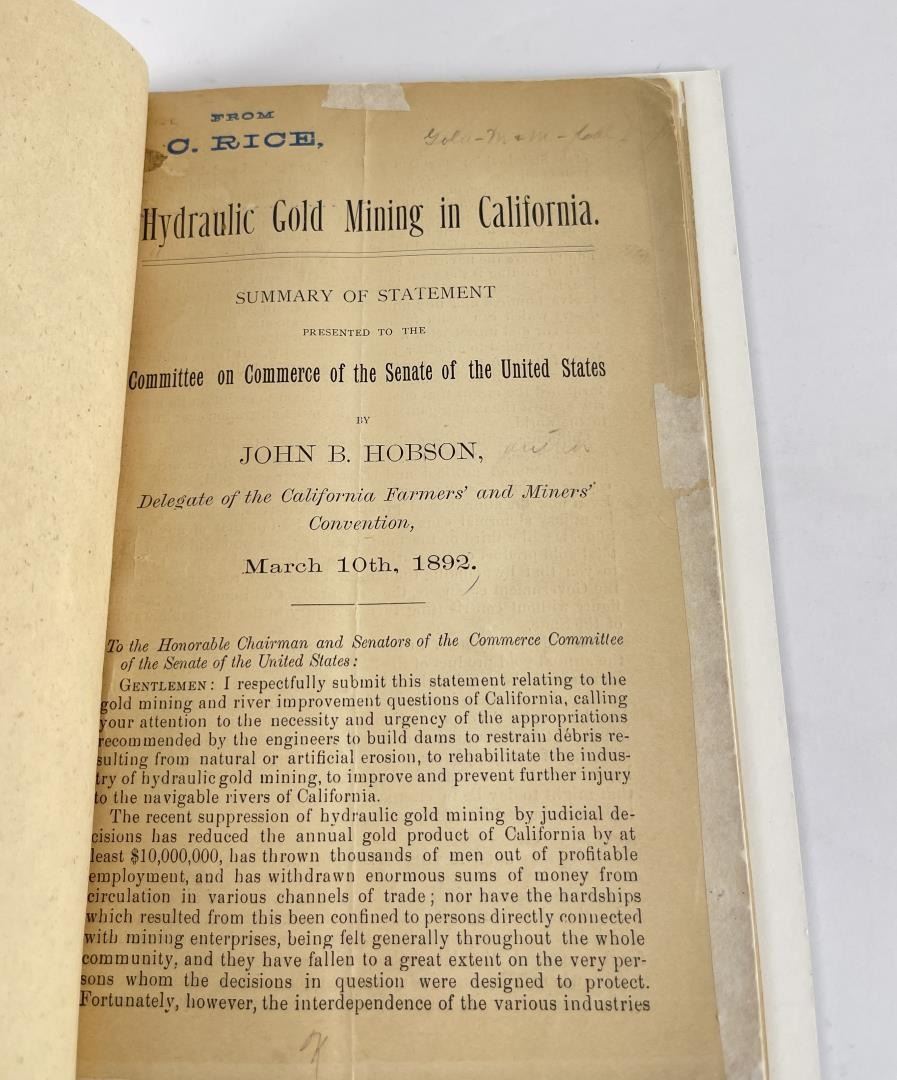 FROM
C. RICE,
Hydraulic Gold Mining in California.
SUMMARY OF STATEMENT
PRESENTED TO THE
Committee on Commerce of the Senate of the United States
BY
JOHN B. HOBSON,
Delegate of the California Farmers' and Miners'
Convention,
March 10th, 1892.
To the Honorable Chairman and Senators of the Commerce Committee
of the Senate of the United States:
GENTLEMEN: I respectfully submit this statement relating to the
gold mining and river improvement questions of California, calling
your attention to the necessity and urgency of the appropriations
recommended by the engineers to build dams to restrain débris re-
sulting from natural or artificial erosion, to rehabilitate the indus-
try of hydraulic gold mining, to improve and prevent further injury
to the navigable rivers of California.
The recent suppression of hydraulic gold mining by judicial de-
cisions has reduced the annual gold product of California by at
least $10,000,000, has thrown thousands of men out of profitable
employment, and has withdrawn enormous sums of money from
circulation in various channels of trade; nor have the hardships
which resulted from this been confined to persons directly connected
with mining enterprises, being felt generally throughout the whole
community, and they have fallen to a great extent on the very per-
sons whom the decisions in question were designed to protect.
Fortunately, however, the interdependence of the various industries